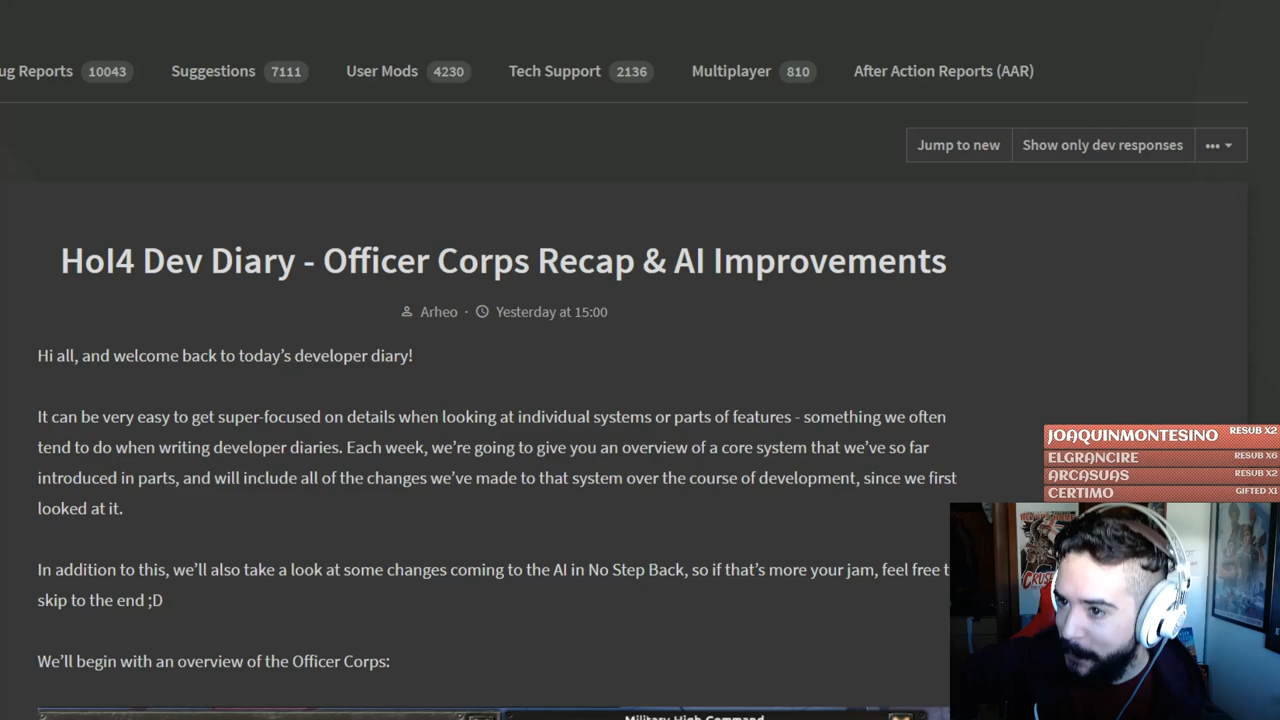 ug Reports 10043 Suggestions 7111 User Mods 4230 Tech Support 2136 Multiplayer 810 After Action Reports (AAR)
Jump to new Show only dev responses •••
HoI4 Dev Diary - Officer Corps Recap & AI Improvements
Arheo · Yesterday at 15:00
Hi all, and welcome back to today's developer diary!
It can be very easy to get super-focused on details when looking at individual systems or parts of features - something we often
tend to do when writing developer diaries. Each week, we're going to give you an overview of a core system that we've so far
introduced in parts, and will include all of the changes we've made to that system over the course of development, since we first
looked at it.
In addition to this, we'll also take a look at some changes coming to the AI in No Step Back, so if that's more your jam, feel free t
skip to the end ;D
We'll begin with an overview of the Officer Corps:
Military High Command
JOAQUINMONTESINO RESUB X2
ELGRANCIRE RESUB X6
ARCASUAS RESUB X2
CERTIMO GIFTED X1